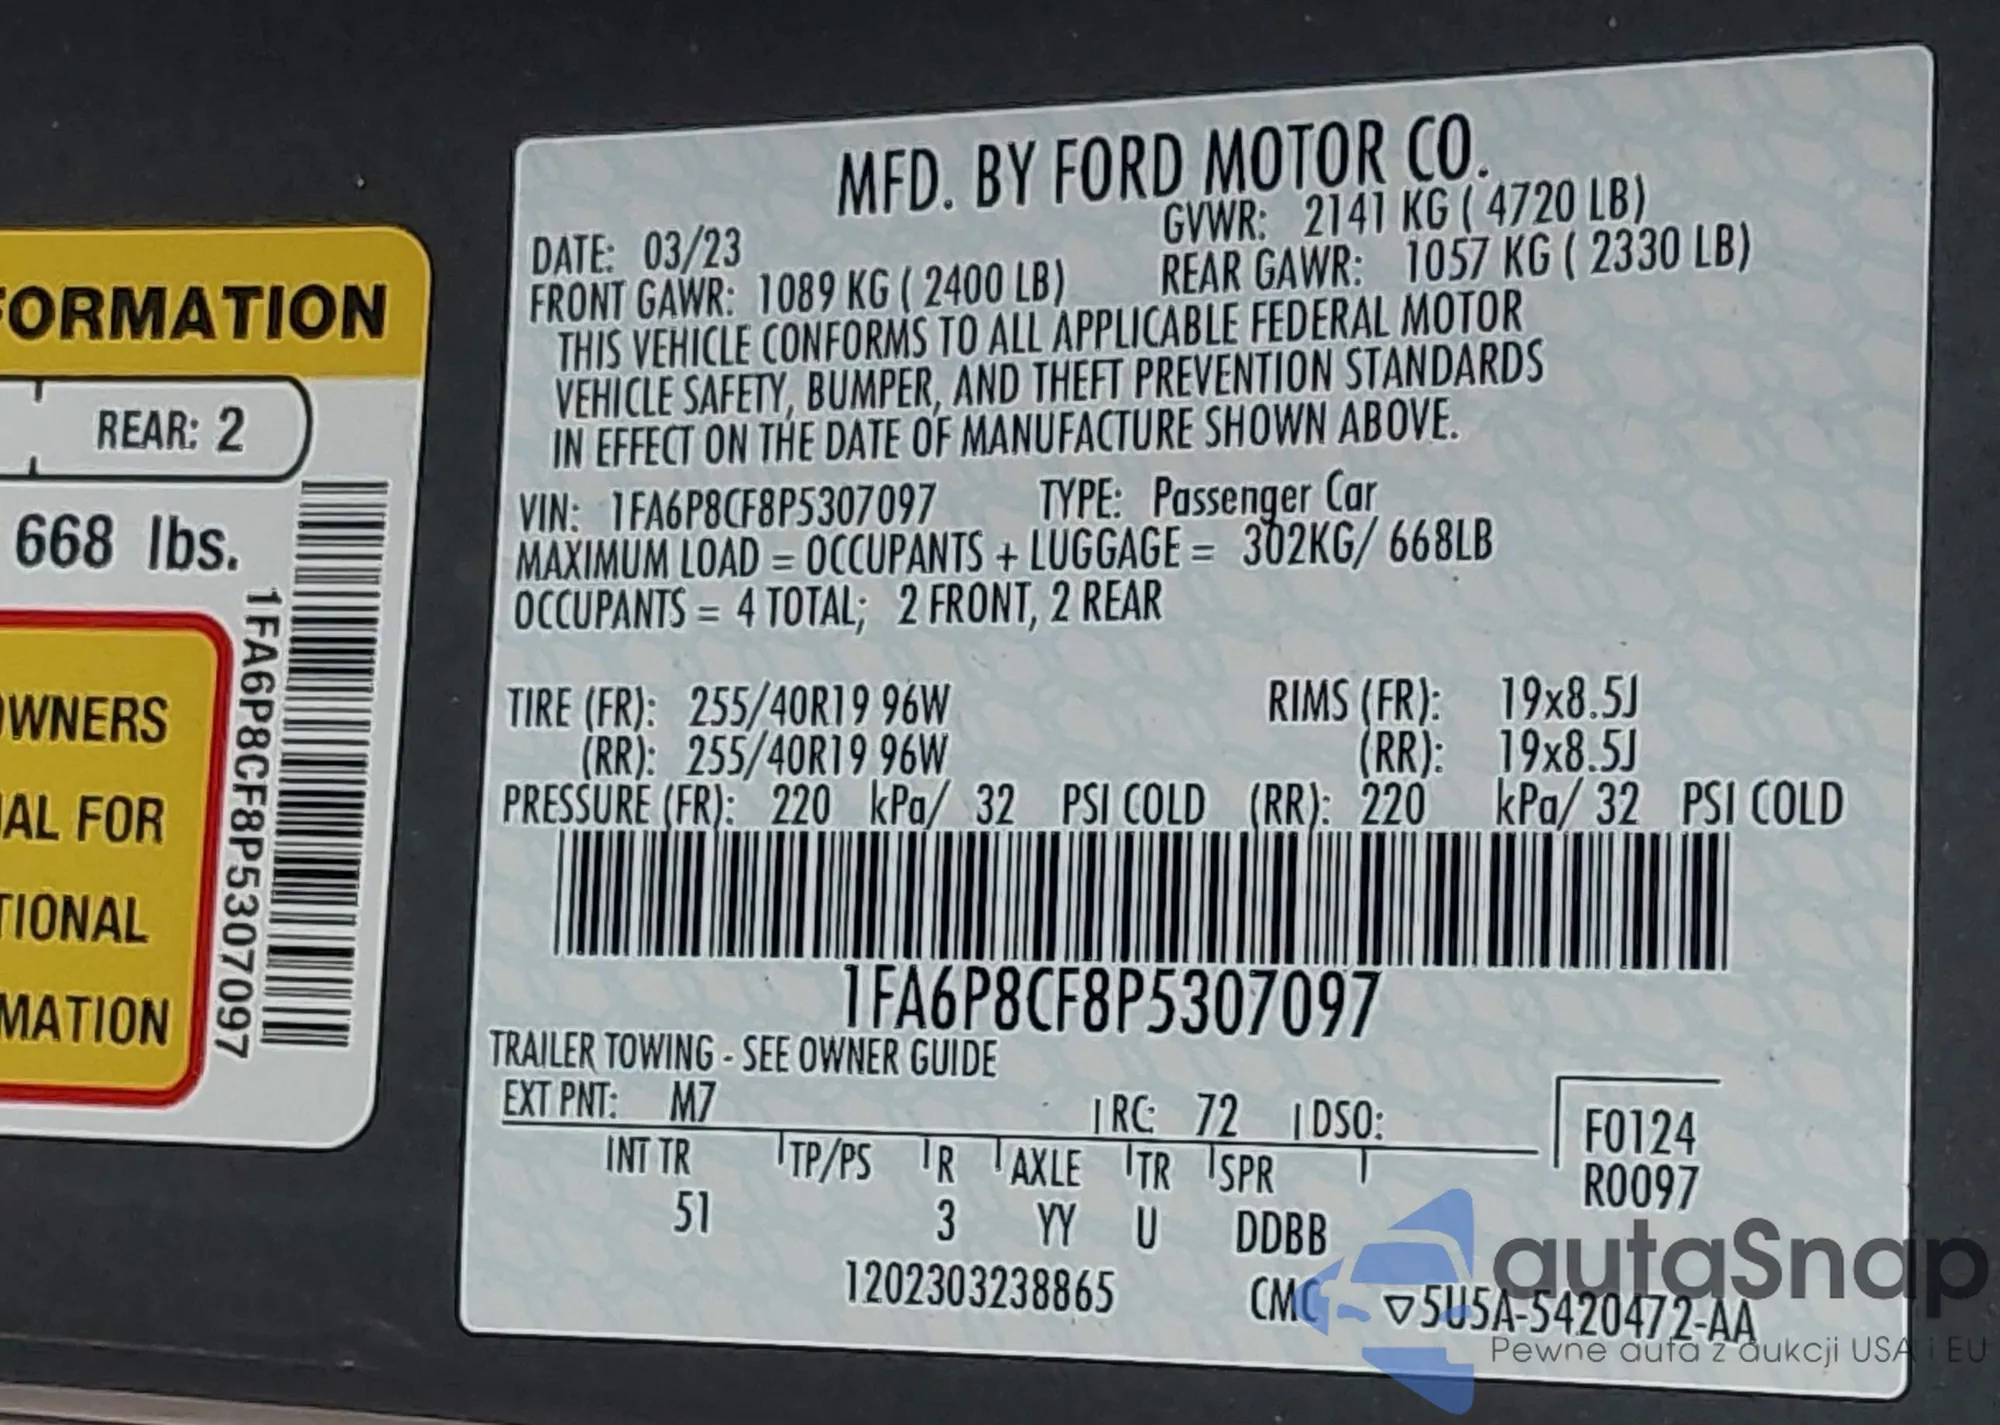 FORMATION
REAR: 2
668 lbs.
1FA6P8CF8P5307097
OWNERS
AL FOR
TIONAL
MATION
MFD. BY FORD MOTOR CO.
DATE: 03/23
GVWR: 2141 KG ( 4720 LB)
FRONT GAWR: 1089 KG ( 2400 LB)
REAR GAWR: 1057 KG ( 2330 LB)
THIS VEHICLE CONFORMS TO ALL APPLICABLE FEDERAL MOTOR
VEHICLE SAFETY, BUMPER, AND THEFT PREVENTION STANDARDS
IN EFFECT ON THE DATE OF MANUFACTURE SHOWN ABOVE.
VIN: 1FA6P8CF8P5307097 TYPE: Passenger Car
MAXIMUM LOAD = OCCUPANTS + LUGGAGE = 302KG/ 668LB
OCCUPANTS = 4 TOTAL; 2 FRONT, 2 REAR
TIRE (FR): 255/40R19 96W RIMS (FR): 19x8.5J
(RR): 255/40R19 96W (RR): 19x8.5J
PRESSURE (FR): 220 kPa/ 32 PSI COLD (RR): 220 kPa/ 32 PSI COLD
1FA6P8CF8P5307097
TRAILER TOWING - SEE OWNER GUIDE
EXT PNT: M7 RC: 72 DSO:
F0124
R0097
INT TR TP/PS R AXLE TR SPR
51 3 YY U DDBB
1202303238865 CMC ▽5U5A-5420472-AA
autaSnap
Pewne auta z aukcji USA i EU